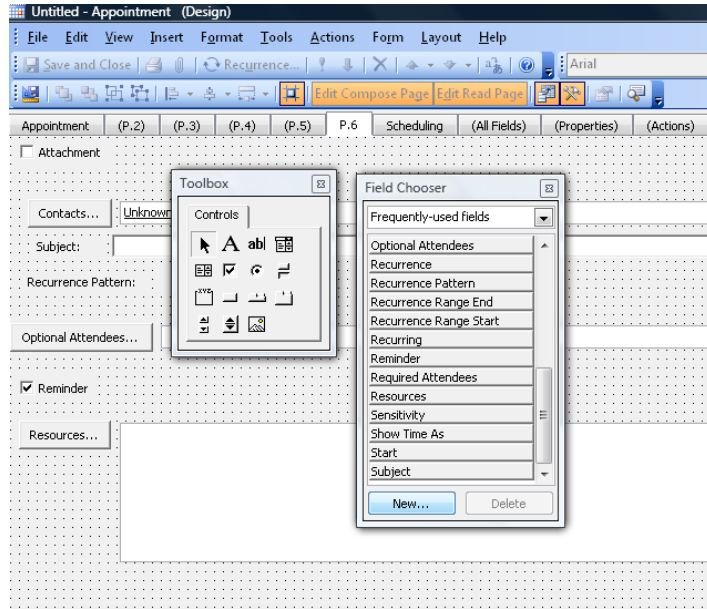 Untitled - Appointment (Design)
File Edit View Insert Format Tools Actions Form Layout Help
Save and Close Recurrence... Arial
Edit Compose Page Edit Read Page
Appointment (P.2) (P.3) (P.4) (P.5) P.6 Scheduling (All Fields) (Properties) (Actions)
Attachment
Toolbox
Field Chooser
Controls
Frequently-used fields
Contacts... Unknown
A ab|
Subject:
XYZ
Recurrence Pattern:
Optional Attendees...
Reminder
Resources...
Optional Attendees
Recurrence
Recurrence Pattern
Recurrence Range End
Recurrence Range Start
Recurring
Reminder
Required Attendees
Resources
Sensitivity
Show Time As
Start
Subject
New... Delete